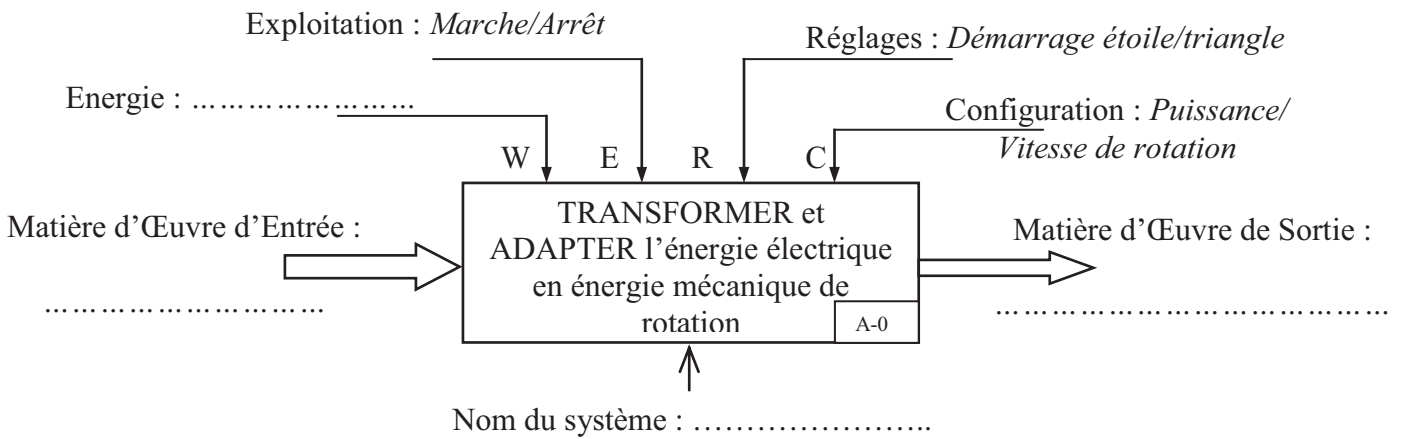 Exploitation : Marche/Arrêt
Réglages : Démarrage étoile/triangle
Energie : ……………………
Configuration : Puissance/
Vitesse de rotation
W E R C
Matière d’Œuvre d’Entrée :
…………………………
TRANSFORMER et
ADAPTER l’énergie électrique
en énergie mécanique de
rotation
A-0
Matière d’Œuvre de Sortie :
……………………………………
Nom du système : ……………………..